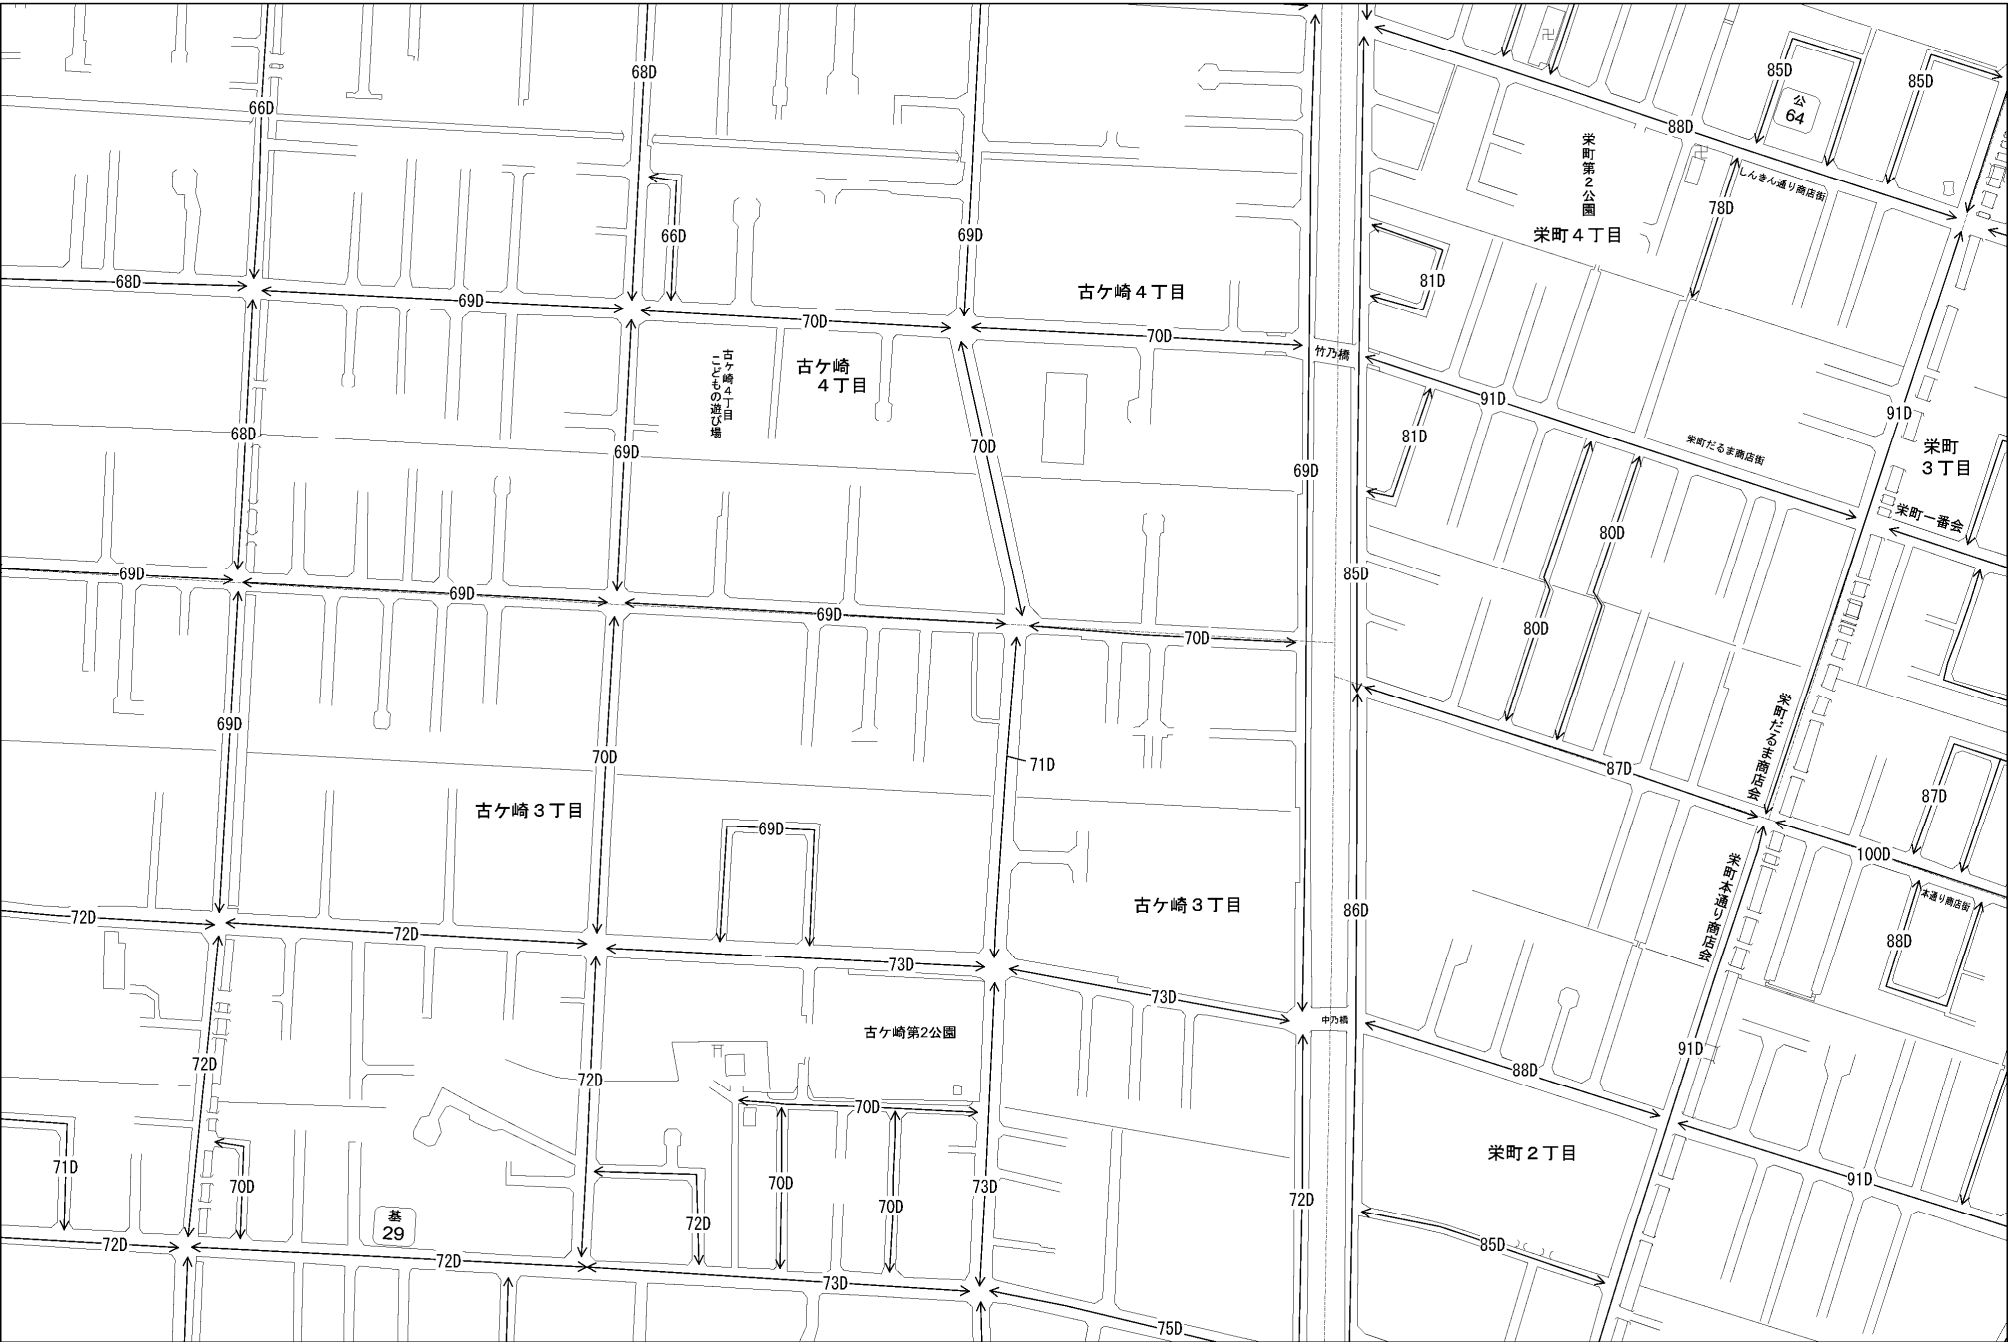 68D
66D
85D
85D
公
64
88D
栄町第2公園
しんきん通り商店街
78D
66D
69D
栄町4丁目
81D
68D
69D
70D
古ケ崎4丁目
70D
竹乃橋
古ケ崎4丁目
こどもの遊び場
古ケ崎
4丁目
91D
91D
68D
69D
70D
69D
81D
栄町だるま商店街
栄町
3丁目
栄町一番会
80D
69D
69D
69D
70D
85D
80D
69D
70D
71D
87D
栄町だるま商店会
87D
古ケ崎3丁目
69D
100D
72D
72D
73D
古ケ崎3丁目
86D
栄町本通り商店会
本通り商店街
88D
73D
中乃橋
古ケ崎第2公園
72D
72D
70D
88D
91D
71D
70D
72D
70D
70D
73D
72D
栄町2丁目
91D
基
29
72D
72D
73D
75D
85D